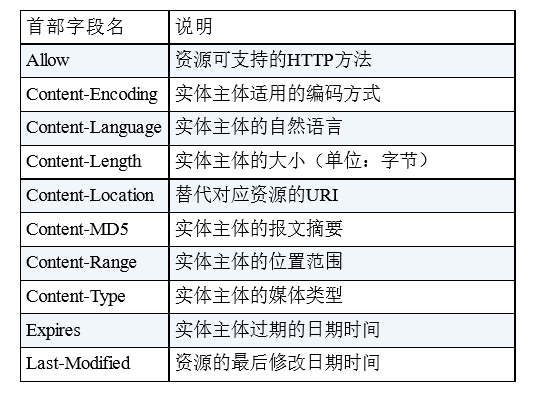 首部字段名 说明
Allow 资源可支持的HTTP方法
Content-Encoding 实体主体适用的编码方式
Content-Language 实体主体的自然语言
Content-Length 实体主体的大小（单位：字节）
Content-Location 替代对应资源的URI
Content-MD5 实体主体的报文摘要
Content-Range 实体主体的位置范围
Content-Type 实体主体的媒体类型
Expires 实体主体过期的日期时间
Last-Modified 资源的最后修改日期时间